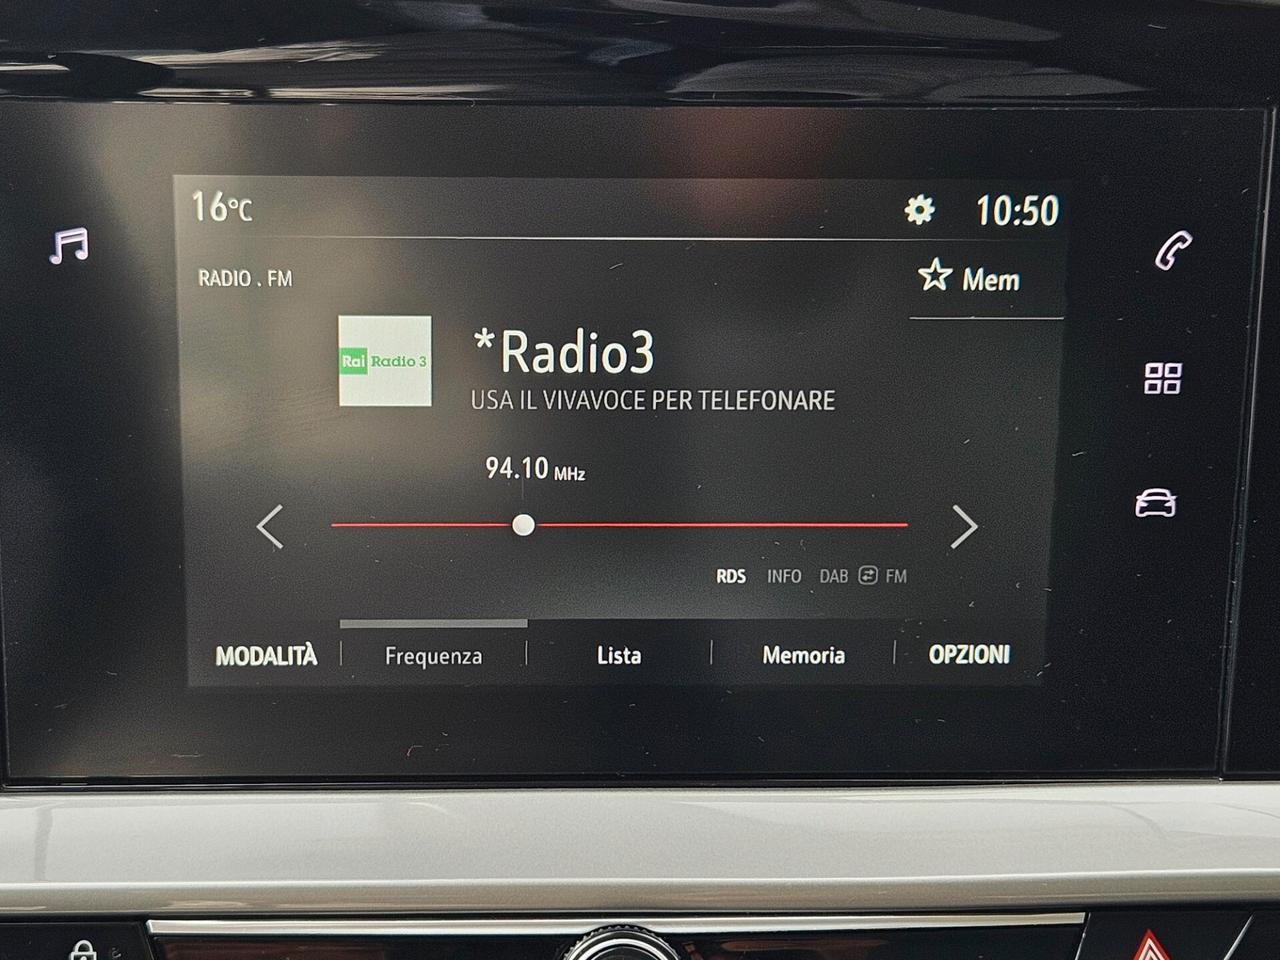 16°C
10:50
RADIO . FM
Mem
Rai Radio 3
*Radio3
USA IL VIVAVOCE PER TELEFONARE
94.10 MHz
RDS INFO DAB FM
MODALITÀ Frequenza Lista Memoria OPZIONI